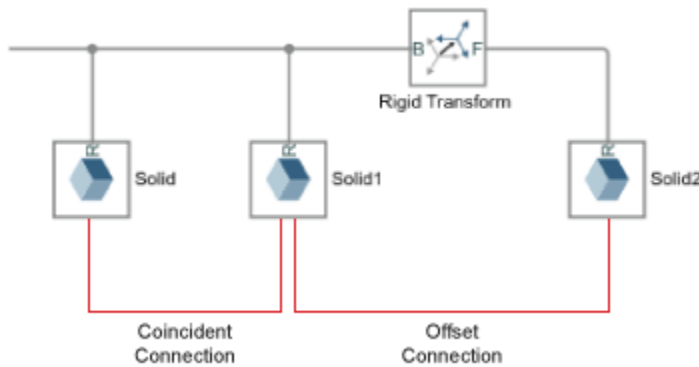 B F
Rigid Transform
R
Solid
R
Solid1
R
Solid2
Coincident
Connection
Offset
Connection